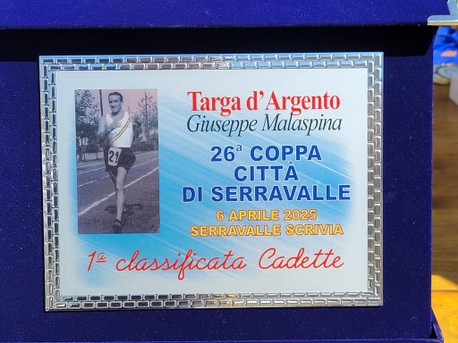 Targa d'Argento
Giuseppe Malaspina
26ª COPPA
CITTÀ
DI SERRAVALLE
6 APRILE 2025
SERRAVALLE SCRIVIA
1ª classificata Cadette